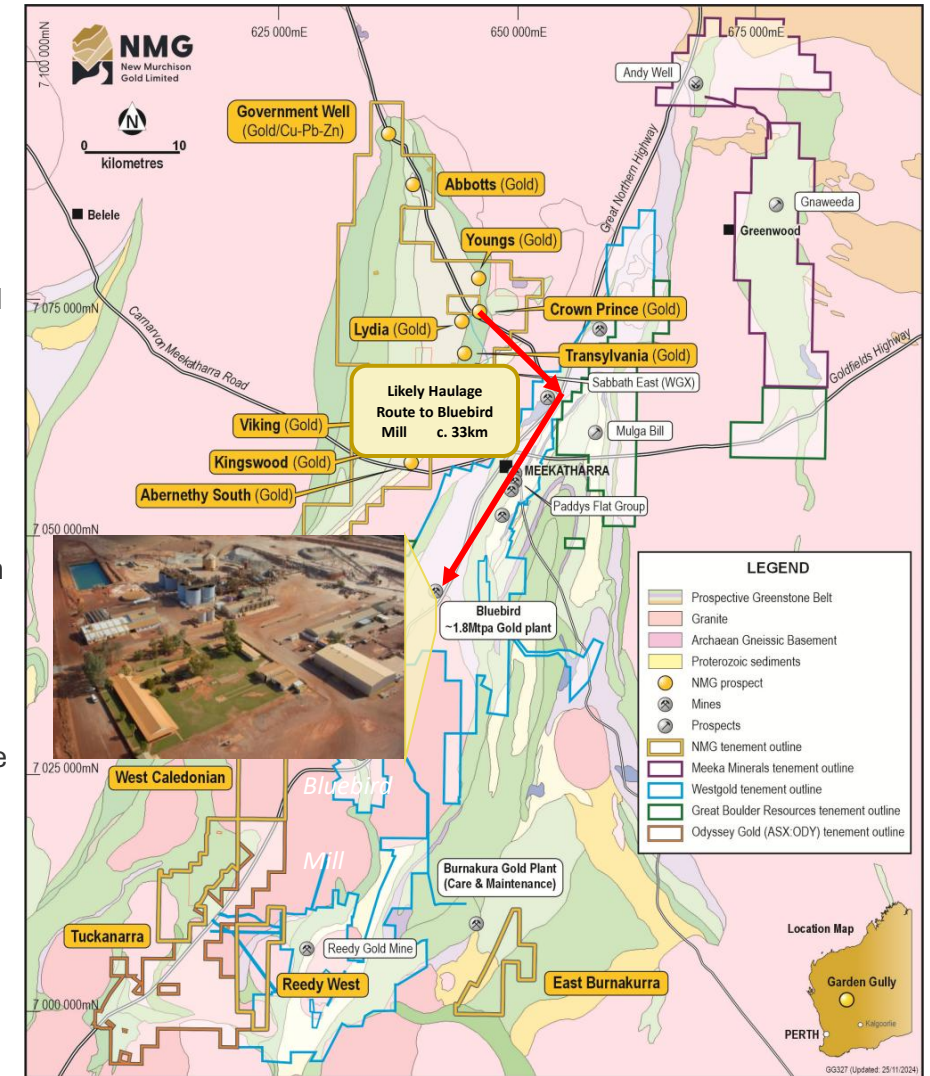 625 000mE
650 000mE
675 000mE
7 100 000mN
NMG
New Murchison
Gold Limited
N
0 10
kilometres
Andy Well
Government Well
(Gold/Cu-Pb-Zn)
Great Northern Highway
Abbotts (Gold)
Belele
Gnaweeda
Greenwood
Youngs (Gold)
7 075 000mN
Crown Prince (Gold)
Carnarvon Meekatharra Road
Lydia (Gold)
Transylvania (Gold)
Goldfields Highway
Sabbath East (WGX)
Likely Haulage
Route to Bluebird
Mill c. 33km
Viking (Gold)
Mulga Bill
Kingswood (Gold)
MEEKATHARRA
Abernethy South (Gold)
Paddys Flat Group
7 050 000mN
Bluebird
~1.8Mtpa Gold plant
LEGEND
Prospective Greenstone Belt
Granite
Archaean Gneissic Basement
Proterozoic sediments
NMG prospect
Mines
Prospects
NMG tenement outline
Meeka Minerals tenement outline
Westgold tenement outline
Great Boulder Resources tenement outline
Odyssey Gold (ASX:ODY) tenement outline
7 025 000mN
West Caledonian
Bluebird
Mill
Burnakura Gold Plant
(Care & Maintenance)
Tuckanarra
Reedy Gold Mine
Reedy West
East Burnakurra
7 000 000mN
Location Map
Garden Gully
Kalgoorlie
PERTH
GG327 (Updated: 25/11/2024)